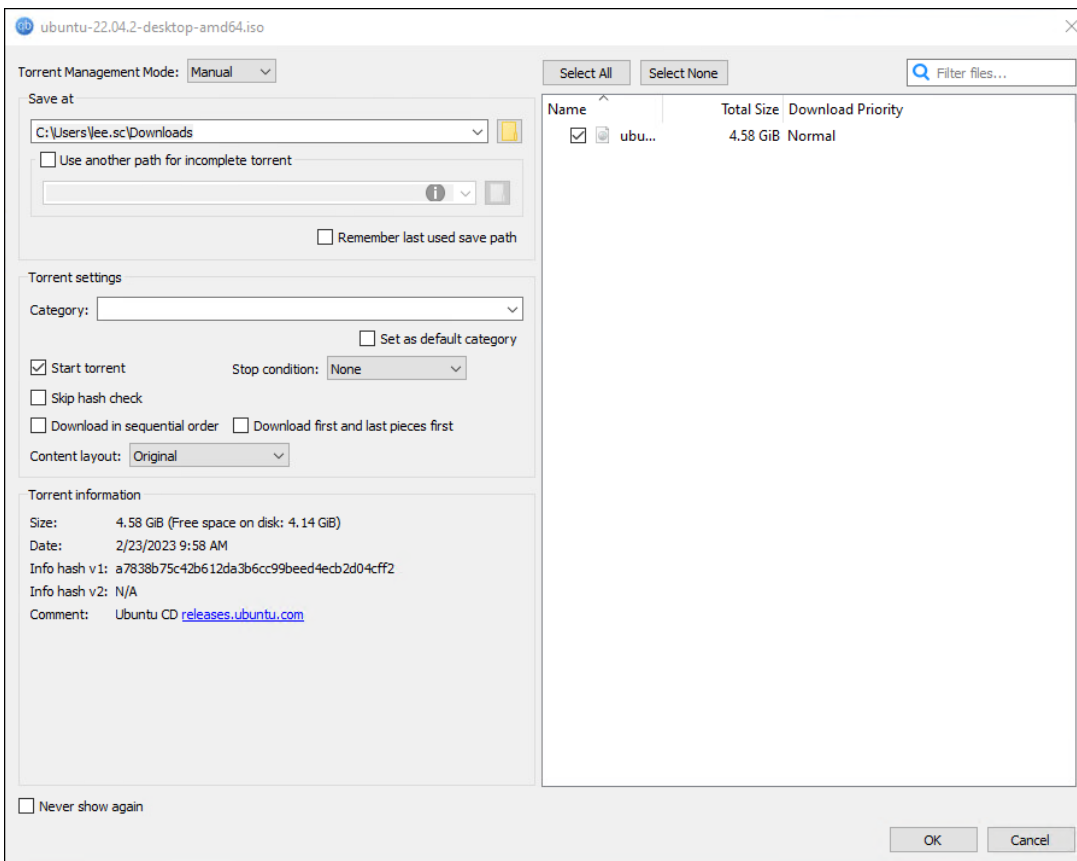 ubuntu-22.04.2-desktop-amd64.iso
Torrent Management Mode: Manual
Save at
C:\Users\lee.sc\Downloads
Use another path for incomplete torrent
Remember last used save path
Torrent settings
Category:
Set as default category
Start torrent Stop condition: None
Skip hash check
Download in sequential order Download first and last pieces first
Content layout: Original
Torrent information
Size: 4.58 GiB (Free space on disk: 4.14 GiB)
Date: 2/23/2023 9:58 AM
Info hash v1: a7838b75c42b612da3b6cc99beed4ecb2d04cff2
Info hash v2: N/A
Comment: Ubuntu CD releases.ubuntu.com
Never show again
Select All Select None Filter files...
Name Total Size Download Priority
ubu... 4.58 GiB Normal
OK Cancel